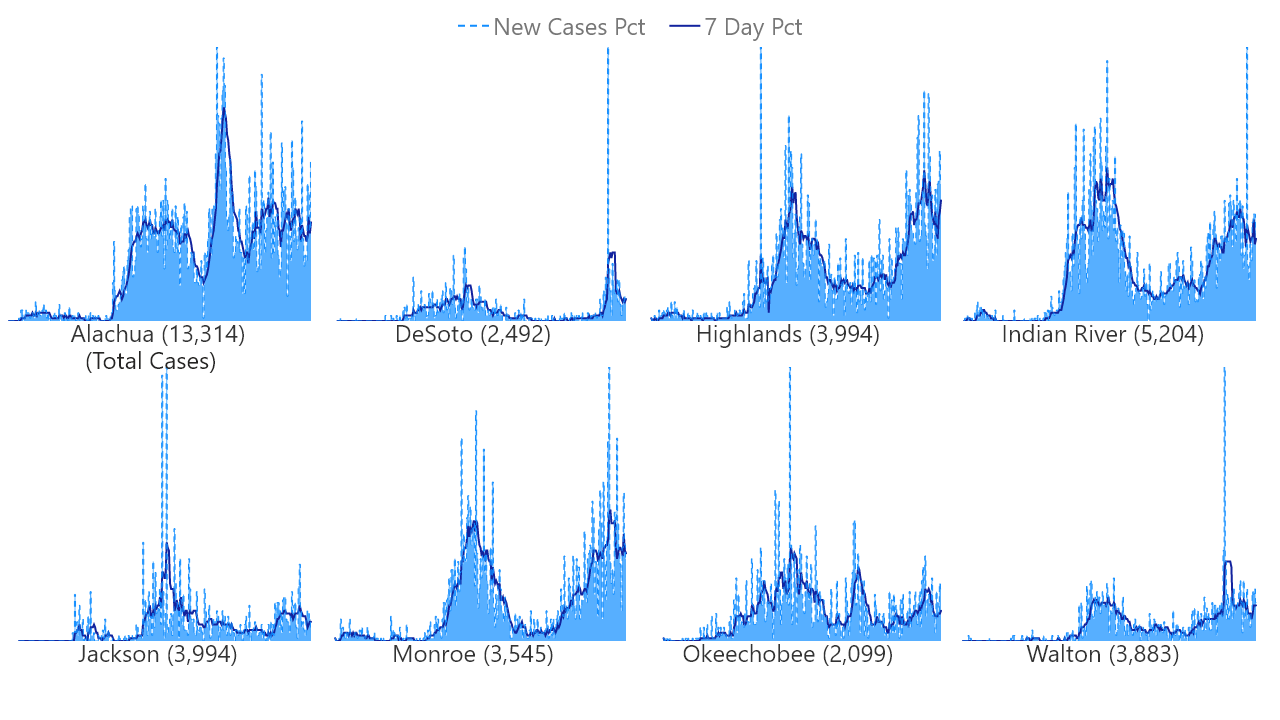 New Cases Pct 7 Day Pct
Alachua (13,314)
(Total Cases)
DeSoto (2,492)
Highlands (3,994)
Indian River (5,204)
Jackson (3,994)
Monroe (3,545)
Okeechobee (2,099)
Walton (3,883)